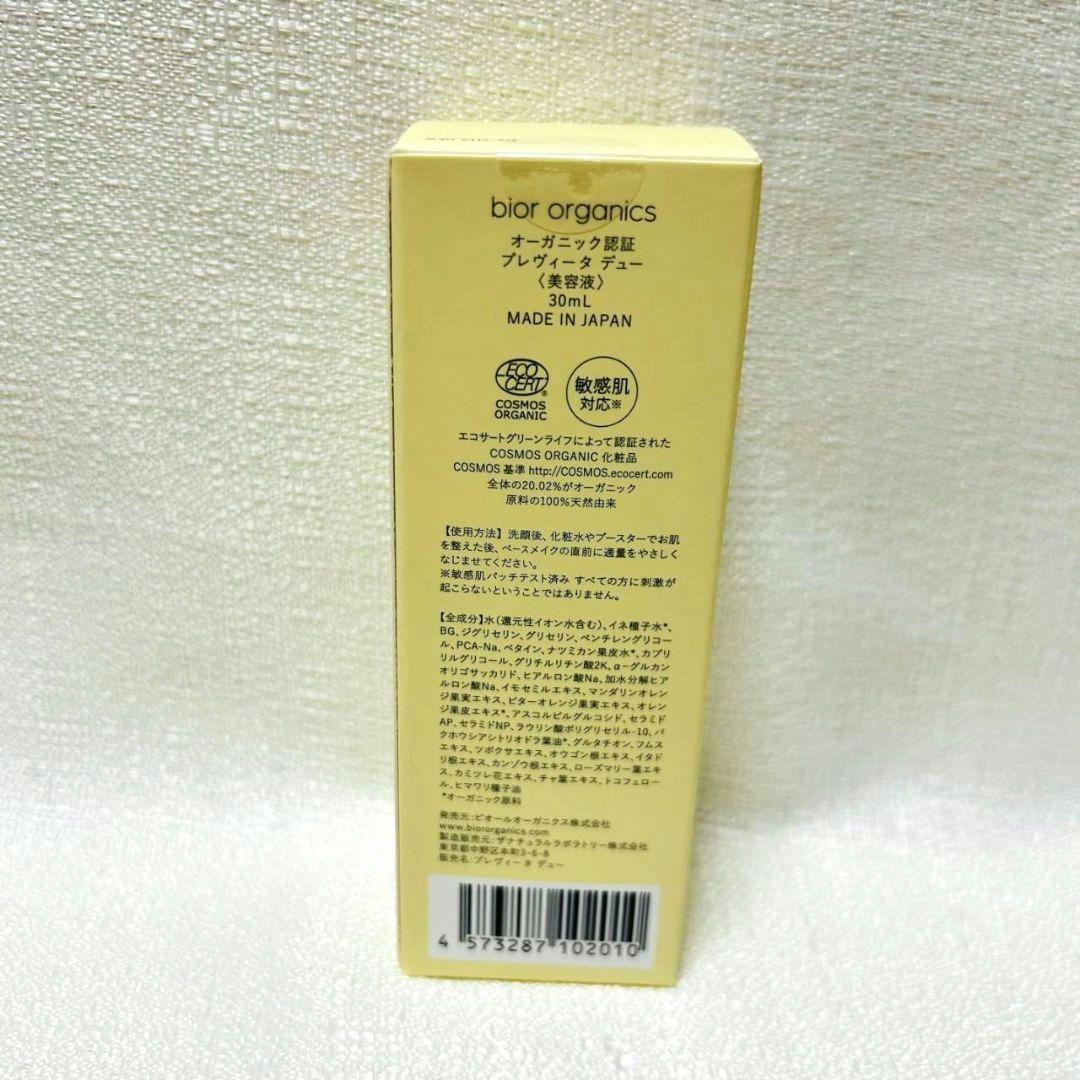 bior organics
オーガニック認証
プレヴィータ デュー
〈美容液〉
30mL
MADE IN JAPAN
ECO
CERT®
COSMOS
ORGANIC
敏感肌
対応※
エコサートグリーンライフによって認証された
COSMOS ORGANIC 化粧品
COSMOS 基準 http://COSMOS.ecocert.com
全体の20.02%がオーガニック
原料の100%天然由来
【使用方法】洗顔後、化粧水やブースターでお肌
を整えた後、ベースメイクの直前に適量をやさしく
なじませてください。
※敏感肌パッチテスト済み すべての方に刺激が
起こらないということではありません。
【全成分】水(還元性イオン水含む)、イネ種子水*、
BG、ジグリセリン、グリセリン、ペンチレングリコー
ル、PCA-Na、ベタイン、ナツミカン果皮水*、カプリ
リルグリコール、グリチルリチン酸2K、α-グルカン
オリゴサッカリド、ヒアルロン酸Na、加水分解ヒア
ルロン酸Na、イモセミルエキス、マンダリンオレン
ジ果実エキス、ビターオレンジ果実エキス、オレン
ジ果皮エキス*、アスコルビルグルコシド、セラミド
AP、セラミドNP、ラウリン酸ポリグリセリル-10、バ
クホウシアシトリオドラ葉油*、グルタチオン、フムス
エキス、ツボクサエキス、オウゴン根エキス、イタド
リ根エキス、カンゾウ根エキス、ローズマリー葉エキ
ス、カミツレ花エキス、チャ葉エキス、トコフェロー
ル、ヒマワリ種子油
*オーガニック原料
発売元:ビオールオーガニクス株式会社
www.biororganics.com
製造販売元:ザナチュラルラボラトリー株式会社
東京都中野区本町3-6-8
販売名:プレヴィータ デュー
4 573287 102010